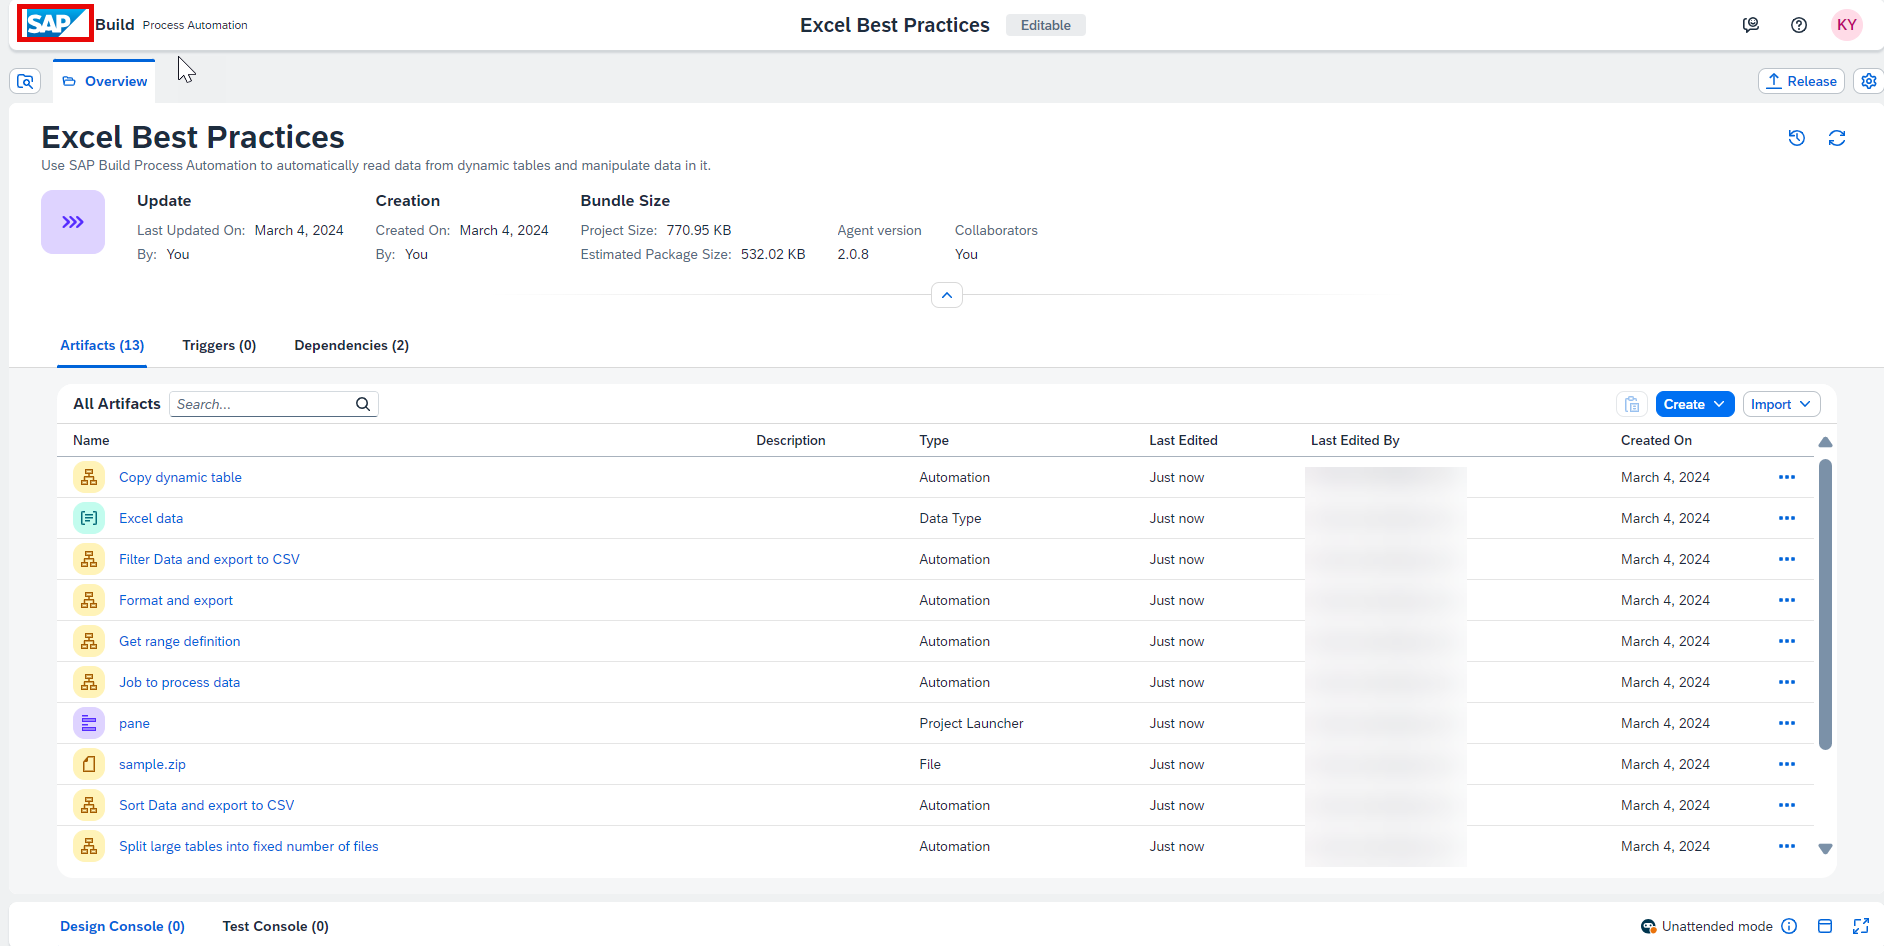 SAP Build Process Automation
Excel Best Practices Editable
KY
Overview
Release
Excel Best Practices
Use SAP Build Process Automation to automatically read data from dynamic tables and manipulate data in it.
Update Creation Bundle Size
Last Updated On: March 4, 2024 Created On: March 4, 2024 Project Size: 770.95 KB Agent version Collaborators
By: You By: You Estimated Package Size: 532.02 KB 2.0.8 You
Artifacts (13) Triggers (0) Dependencies (2)
All Artifacts Search... Create Import
Name Description Type Last Edited Last Edited By Created On
Copy dynamic table Automation Just now March 4, 2024
Excel data Data Type Just now March 4, 2024
Filter Data and export to CSV Automation Just now March 4, 2024
Format and export Automation Just now March 4, 2024
Get range definition Automation Just now March 4, 2024
Job to process data Automation Just now March 4, 2024
pane Project Launcher Just now March 4, 2024
sample.zip File Just now March 4, 2024
Sort Data and export to CSV Automation Just now March 4, 2024
Split large tables into fixed number of files Automation Just now March 4, 2024
Design Console (0) Test Console (0) Unattended mode